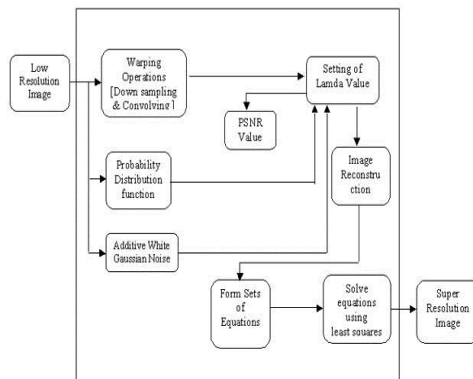 Low
Resolution
Image
Warping
Operations
[Down sampling
& Convolving ]
Setting of
Lamda Value
PSNR
Value
Probability
Distribution
function
Image
Reconstru
ction
Additive White
Gaussian Noise
Form Sets
of
Equations
Solve
equations
using
least squares
Super
Resolution
Image